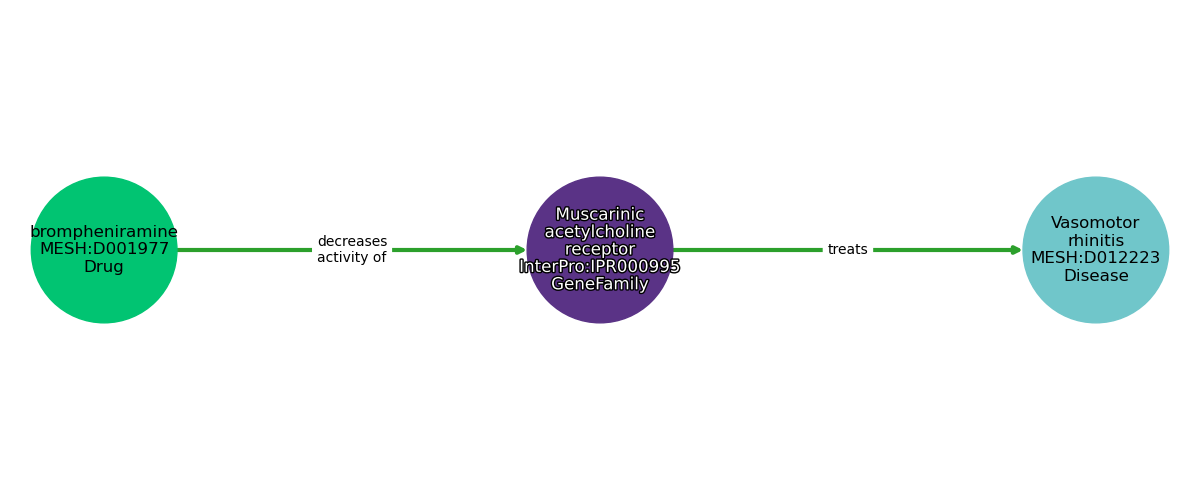 brompheniramine
MESH:D001977
Drug
decreases
activity of
Muscarinic
acetylcholine
receptor
InterPro:IPR000995
GeneFamily
treats
Vasomotor
rhinitis
MESH:D012223
Disease